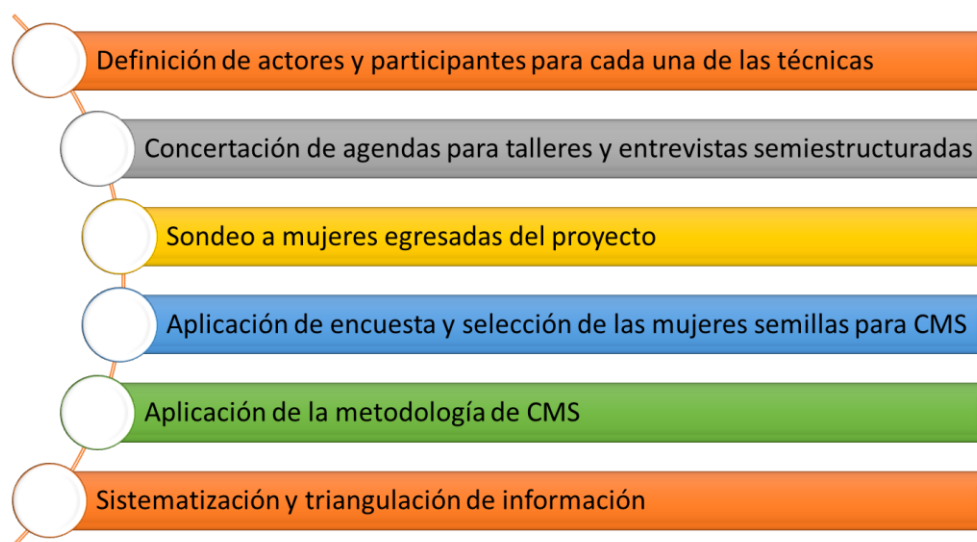 Definición de actores y participantes para cada una de las técnicas
Concertación de agendas para talleres y entrevistas semiestructuradas
Sondeo a mujeres egresadas del proyecto
Aplicación de encuesta y selección de las mujeres semillas para CMS
Aplicación de la metodología de CMS
Sistematización y triangulación de información